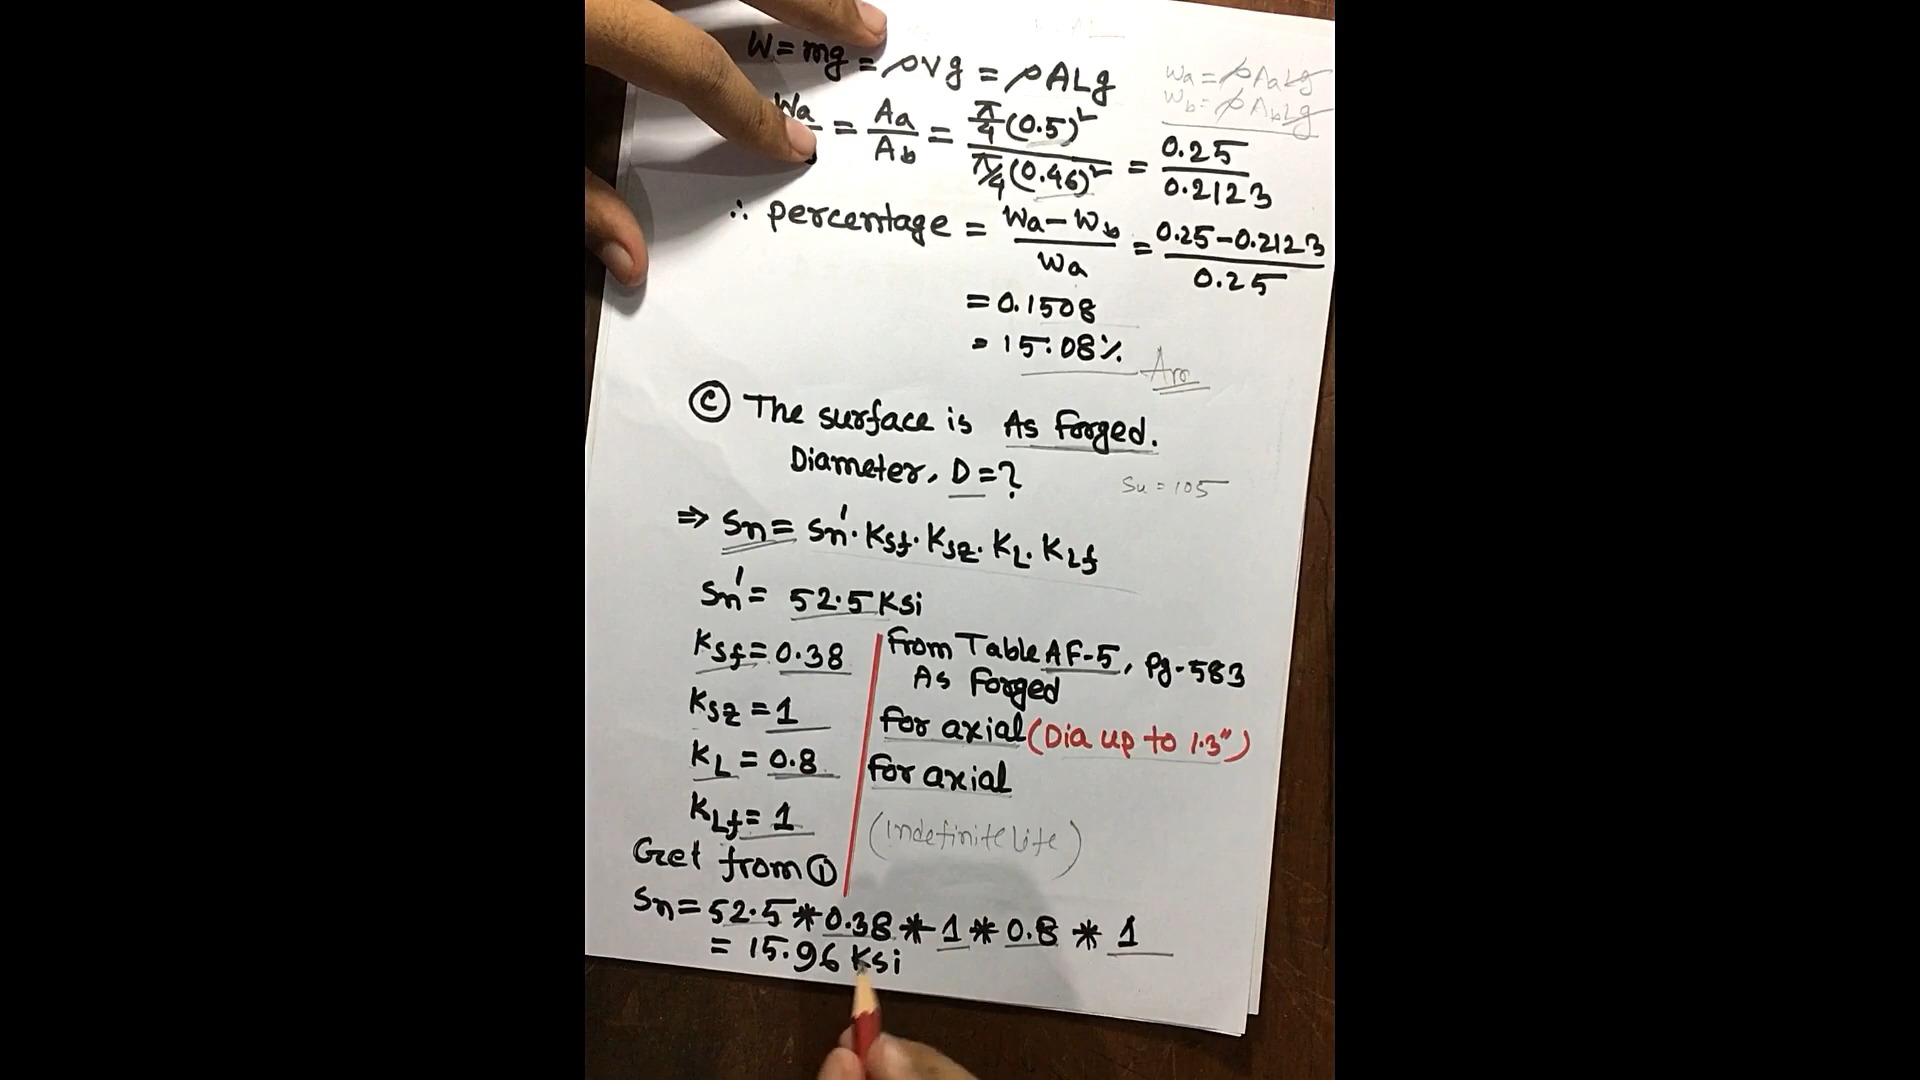 W = mg = ρVg = ρALg
Wa = ρAaLg
Wb = ρAbLg
Wa = Aa/Ab = π/4(0.5)² / π/4(0.46)² = 0.25/0.2123
∴ percentage = Wa-Wb/Wa = 0.25-0.2123/0.25
= 0.1508
= 15.08%
Ans
Ⓒ The surface is As Forged.
Diameter, D = ?
Su = 105
⇒ Sn = Sn'. Ksf. Ksz. KL. KLf
Sn' = 52.5 Ksi
Ksf = 0.38 from Table AF-5, Pg-583
As Forged
Ksz = 1 for axial (Dia up to 1.3")
KL = 0.8 for axial
KLf = 1 (indefinite life)
Get from ①
Sn = 52.5 * 0.38 * 1 * 0.8 * 1
= 15.96 Ksi